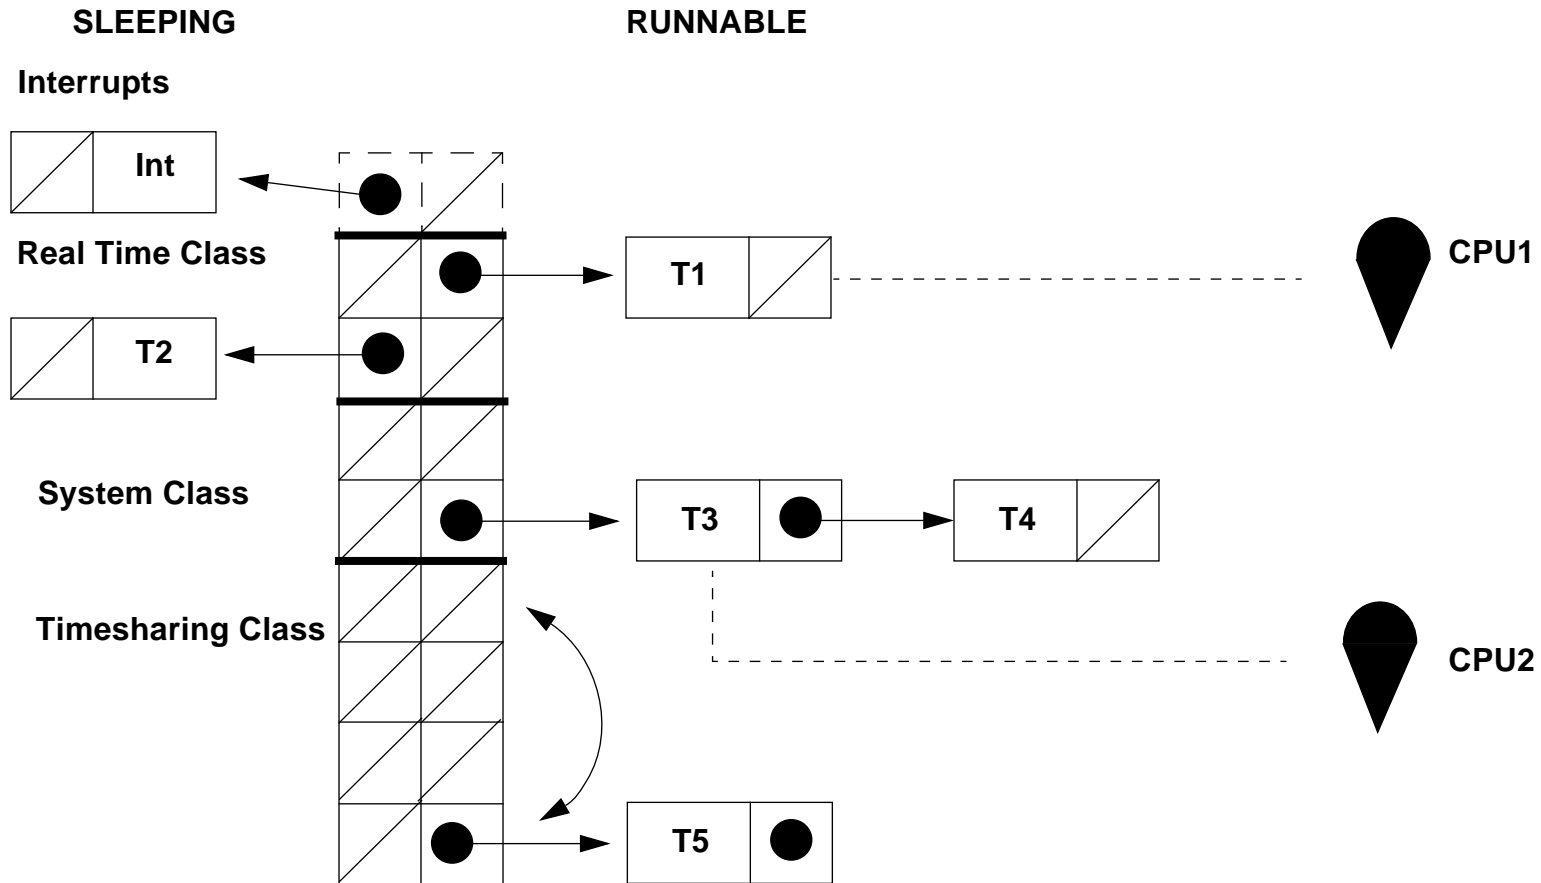 SLEEPING
RUNNABLE
Interrupts
Int
Real Time Class
T1
CPU1
T2
System Class
T3
T4
Timesharing Class
CPU2
T5